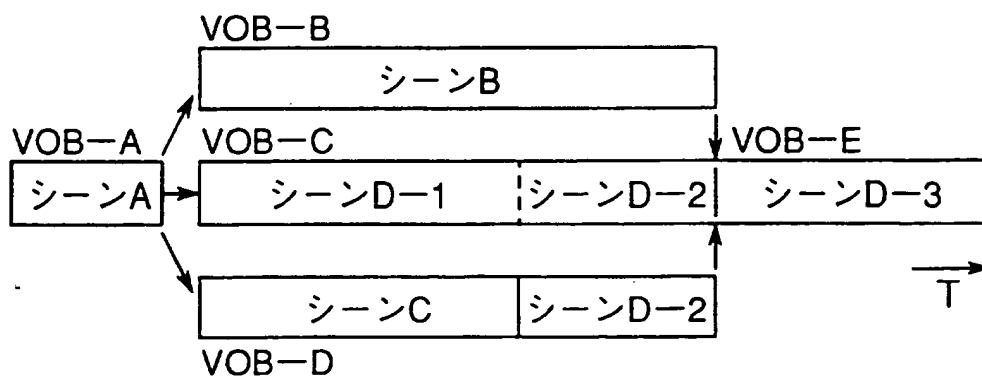 VOB—B
シーンB
VOB—A
VOB—C
VOB—E
シーンA
シーンD—1
シーンD—2
シーンD—3
シーンC
シーンD—2
T
VOB—D